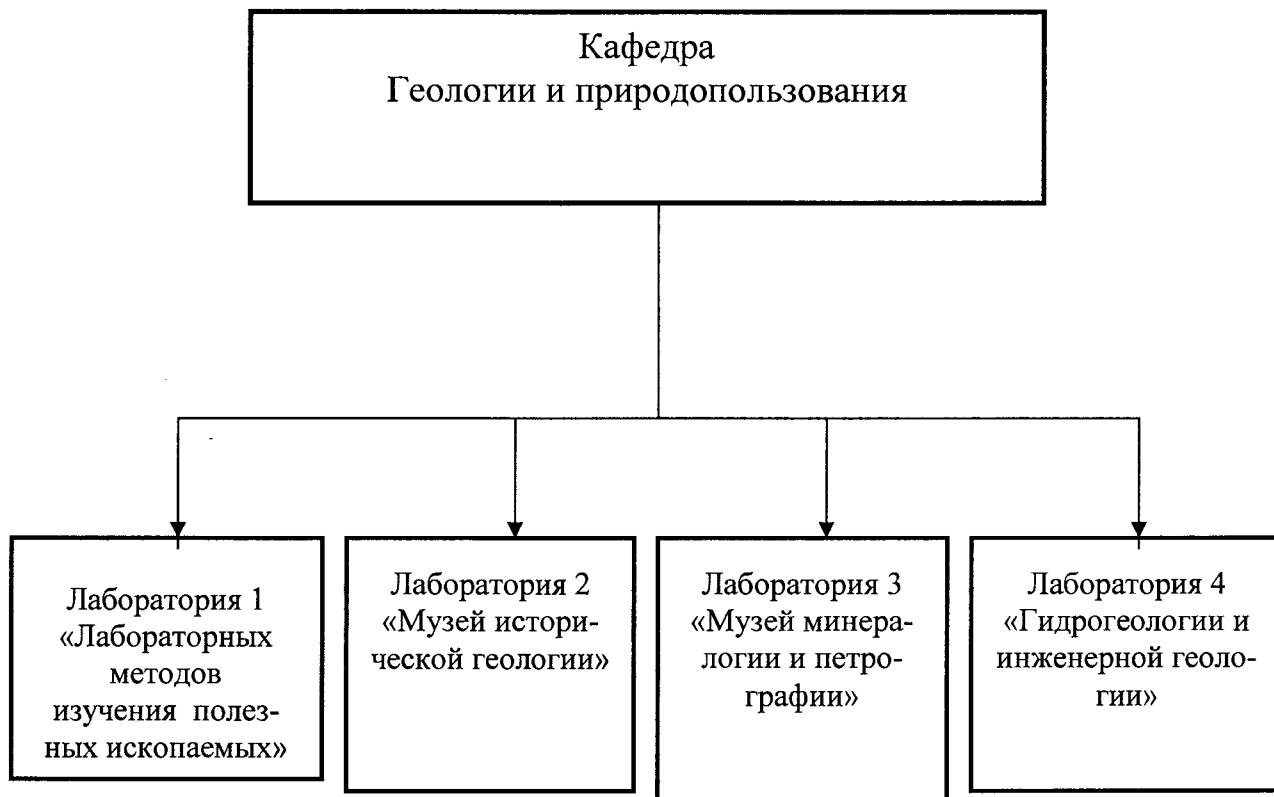 Кафедра
Геологии и природопользования
Лаборатория 1
«Лабораторных
методов
изучения полез-
ных ископаемых»
Лаборатория 2
«Музей истори-
ческой геологии»
Лаборатория 3
«Музей минера-
логии и петро-
графии»
Лаборатория 4
«Гидрогеологии и
инженерной геоло-
гии»